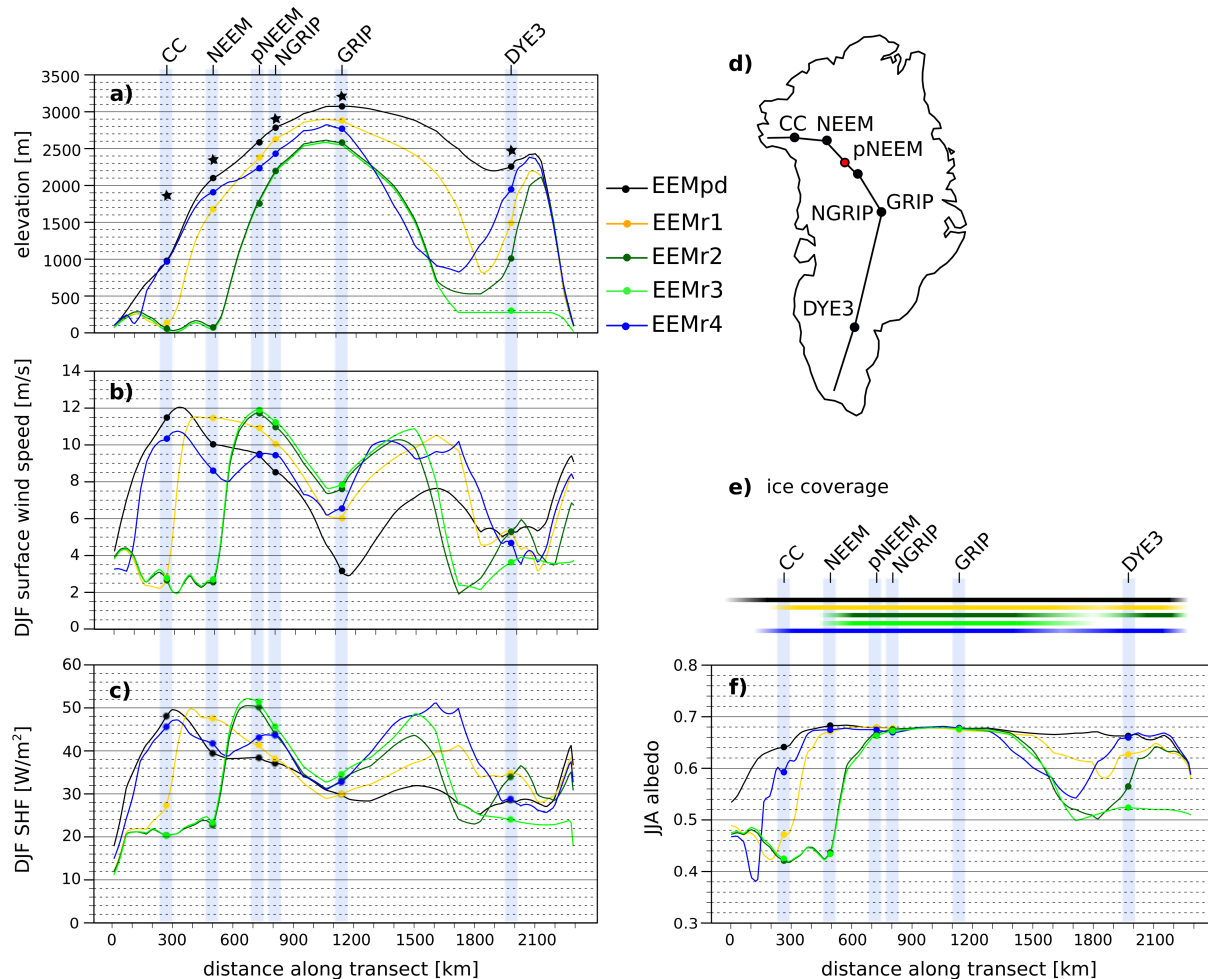 CC NEEM pNEEM NGRIP GRIP DYE3
a)
elevation [m]
3500
3000
2500
2000
1500
1000
500
0
EEMpd
EEMr1
EEMr2
EEMr3
EEMr4
d)
CC NEEM
pNEEM
NGRIP GRIP
DYE3
b)
DJF surface wind speed [m/s]
14
12
10
8
6
4
2
0
c)
DJF SHF [W/m²]
60
50
40
30
20
10
0
0 300 600 900 1200 1500 1800 2100
distance along transect [km]
e) ice coverage
CC NEEM pNEEM NGRIP GRIP DYE3
f)
JJA albedo
0.8
0.7
0.6
0.5
0.4
0.3
0 300 600 900 1200 1500 1800 2100
distance along transect [km]